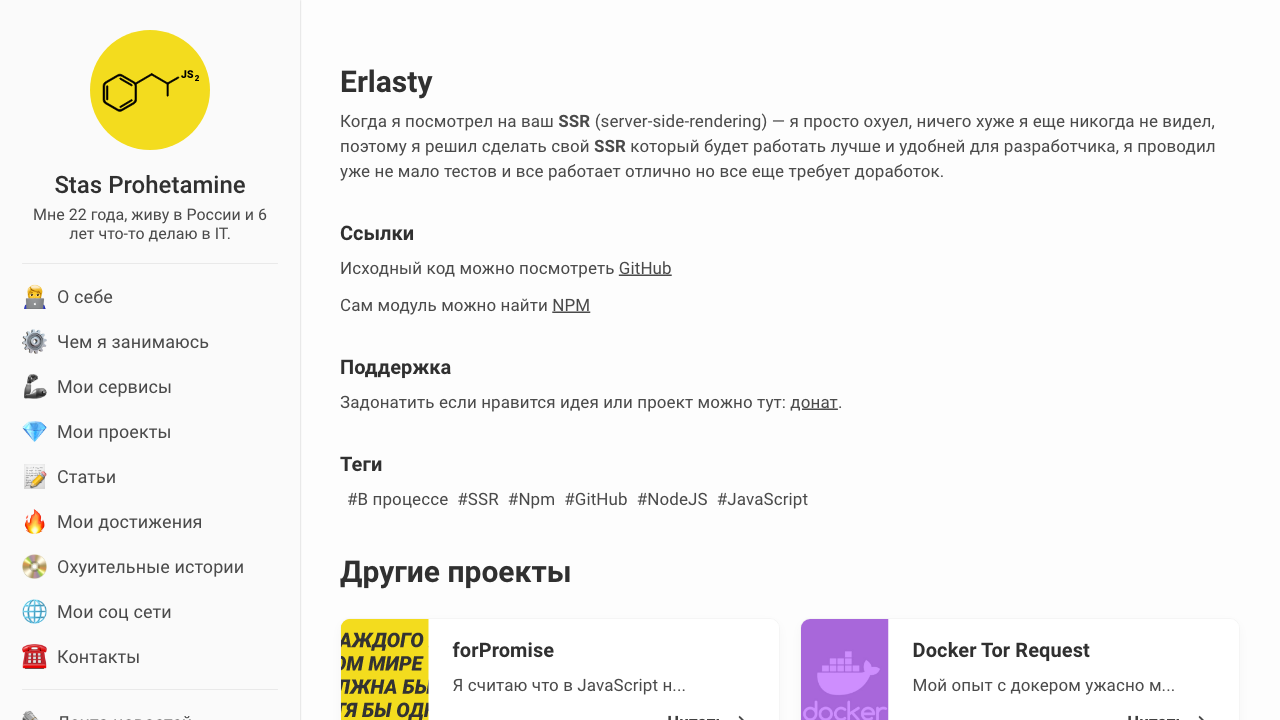 JS2
Stas Prohetamine
Мне 22 года, живу в России и 6
лет что-то делаю в IT.
О себе
Чем я занимаюсь
Мои сервисы
Мои проекты
Статьи
Мои достижения
Охуительные истории
Мои соц сети
Контакты
Лента новостей
Erlasty
Когда я посмотрел на ваш SSR (server-side-rendering) — я просто охуел, ничего хуже я еще никогда не видел,
поэтому я решил сделать свой SSR который будет работать лучше и удобней для разработчика, я проводил
уже не мало тестов и все работает отлично но все еще требует доработок.
Ссылки
Исходный код можно посмотреть GitHub
Сам модуль можно найти NPM
Поддержка
Задонатить если нравится идея или проект можно тут: донат.
Теги
#В процессе #SSR #Npm #GitHub #NodeJS #JavaScript
Другие проекты
АЖДОГО
ОМ МИРЕ
ЛЖНА БЫ
ТЯ БЫ ОДН
forPromise
Я считаю что в JavaScript н...
Читать
docker
Docker Tor Request
Мой опыт с докером ужасно м...
Читать